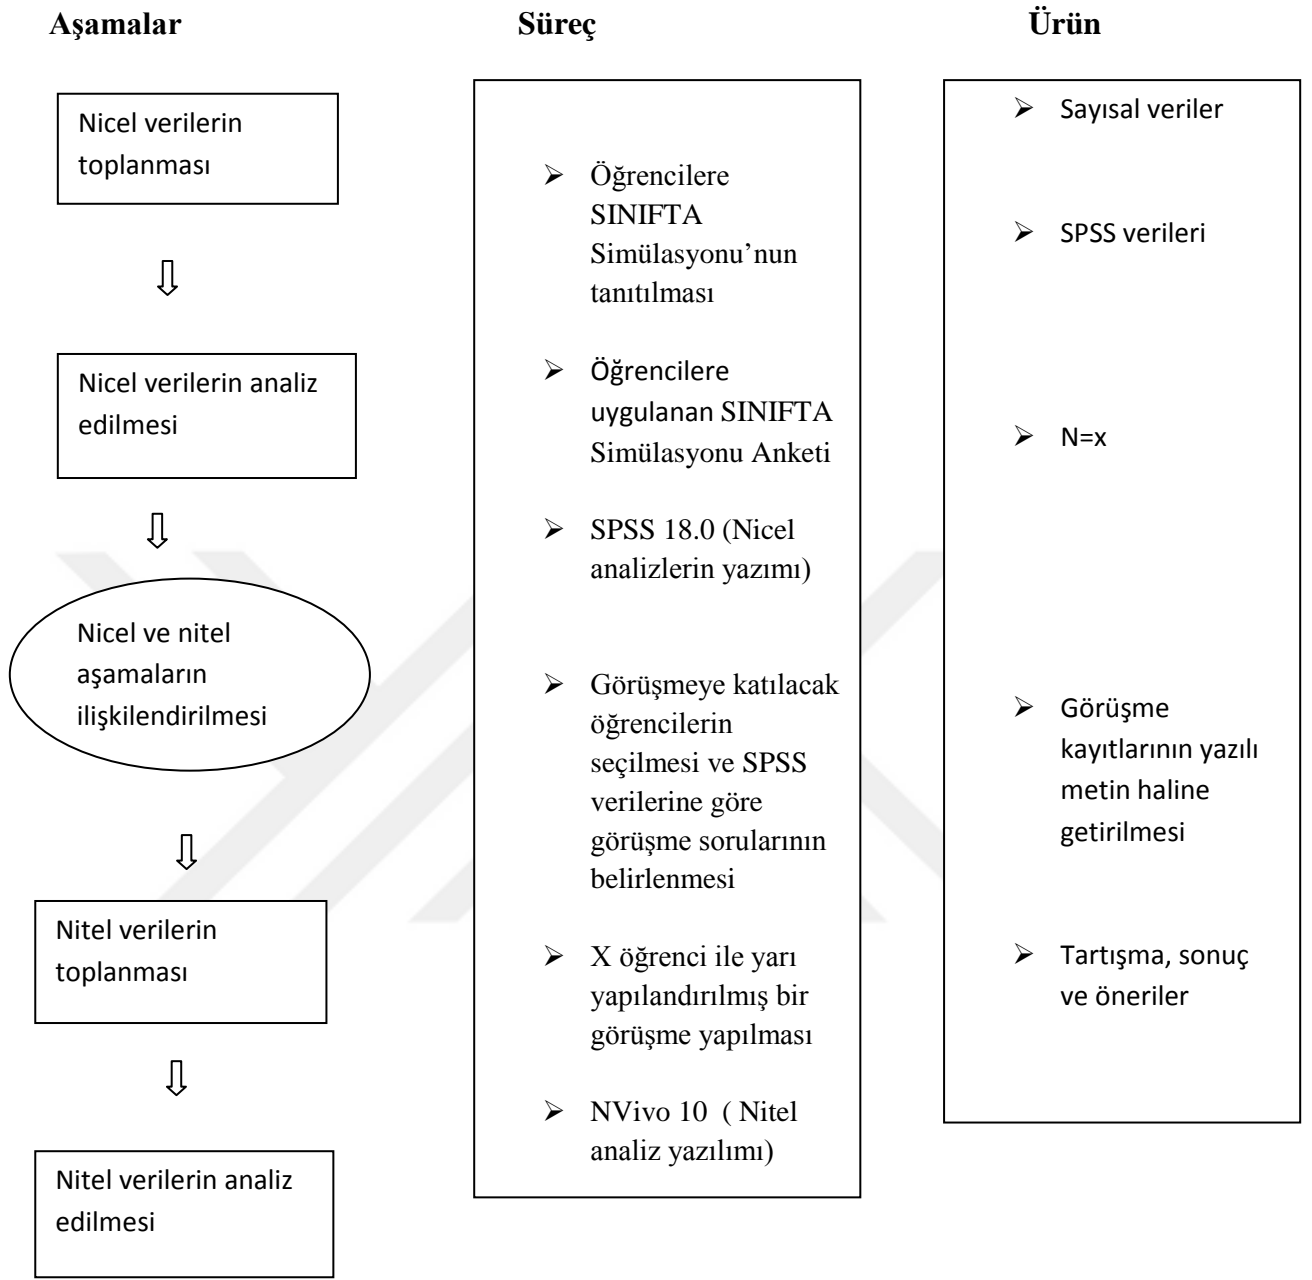 Aşamalar
Süreç
Ürün
Nicel verilerin
toplanması
Nicel verilerin analiz
edilmesi
Nicel ve nitel
aşamaların
ilişkilendirilmesi
Nitel verilerin
toplanması
Nitel verilerin analiz
edilmesi
➢ Öğrencilere
SINIFTA
Simülasyonu’nun
tanıtılması
➢ Öğrencilere
uygulanan SINIFTA
Simülasyonu Anketi
➢ SPSS 18.0 (Nicel
analizlerin yazımı)
➢ Görüşmeye katılacak
öğrencilerin
seçilmesi ve SPSS
verilerine göre
görüşme sorularının
belirlenmesi
➢ X öğrenci ile yarı
yapılandırılmış bir
görüşme yapılması
➢ NVivo 10 ( Nitel
analiz yazılımı)
➢ Sayısal veriler
➢ SPSS verileri
➢ N=x
➢ Görüşme
kayıtlarının yazılı
metin haline
getirilmesi
➢ Tartışma, sonuç
ve öneriler